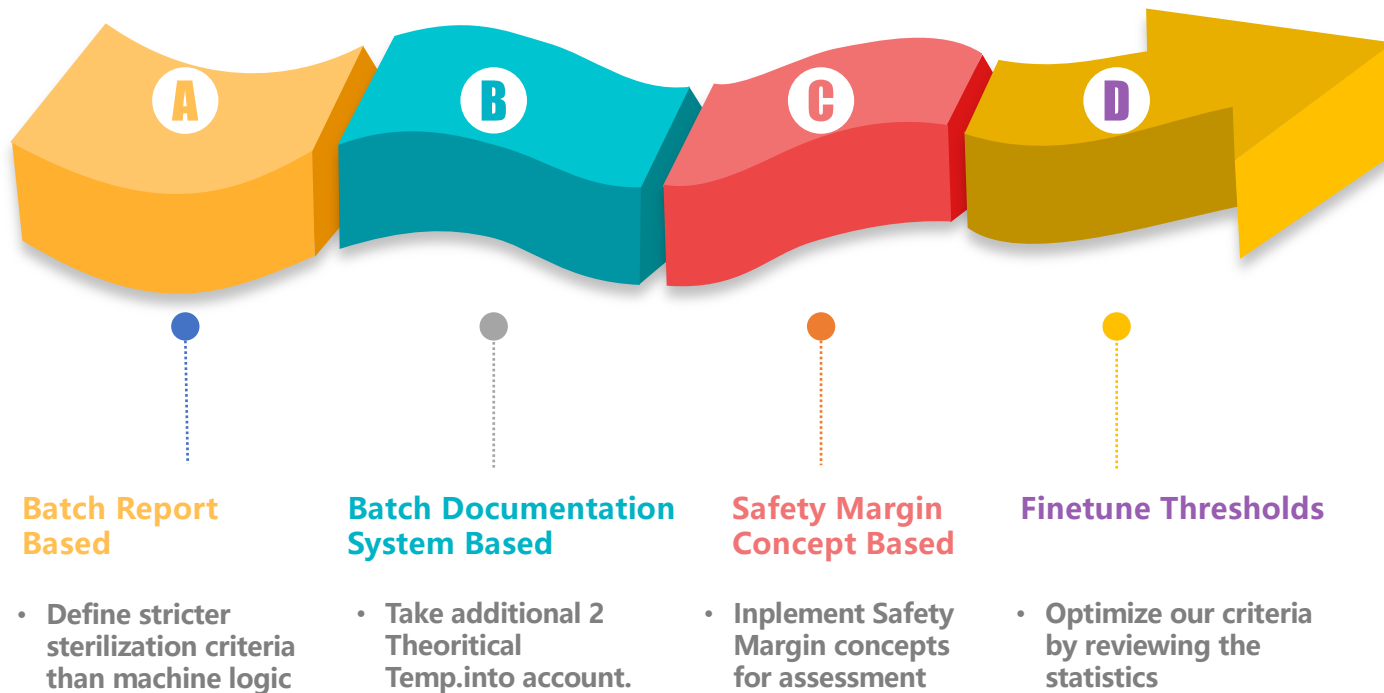 A
B
C
D
Batch Report
Based
• Define stricter
sterilization criteria
than machine logic
Batch Documentation
System Based
• Take additional 2
Theoritical
Temp.into account.
Safety Margin
Concept Based
• Inplement Safety
Margin concepts
for assessment
Finetune Thresholds
• Optimize our criteria
by reviewing the
statistics